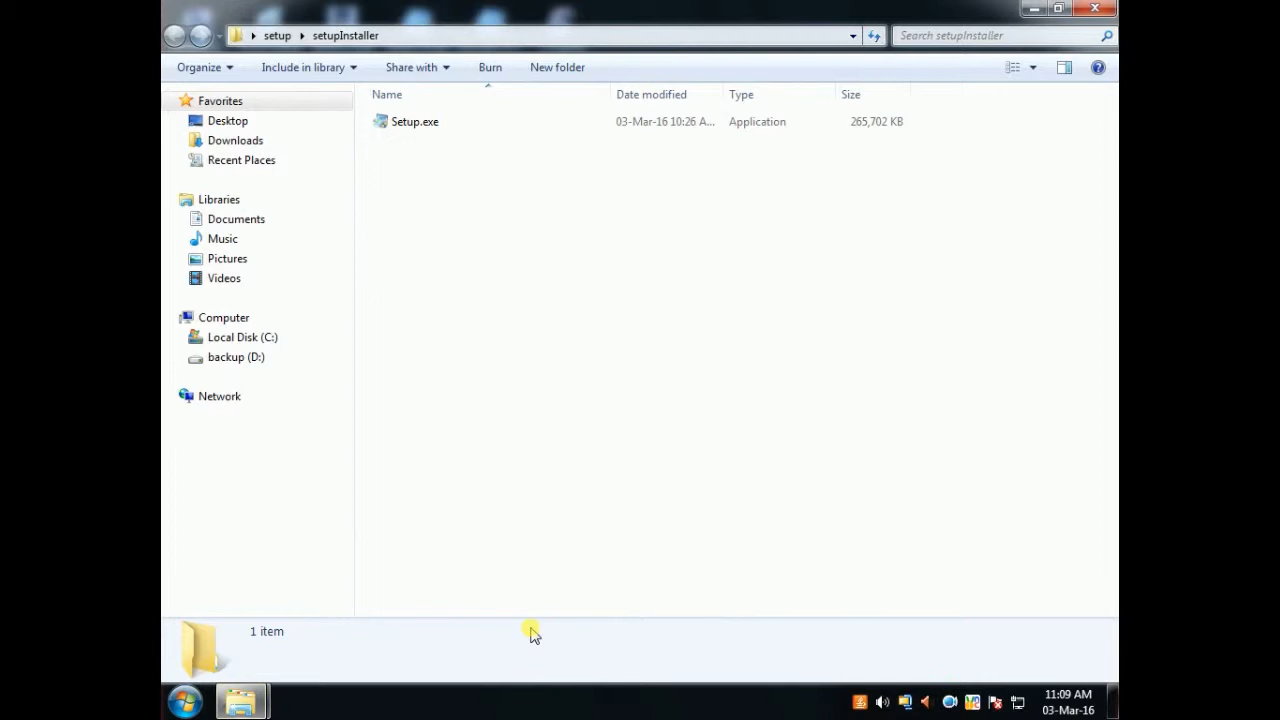 setup setupInstaller
Search setupInstaller
Organize Include in library Share with Burn New folder
Name Date modified Type Size
Setup.exe 03-Mar-16 10:26 A... Application 265,702 KB
Favorites
Desktop
Downloads
Recent Places
Libraries
Documents
Music
Pictures
Videos
Computer
Local Disk (C:)
backup (D:)
Network
1 item
11:09 AM
03-Mar-16